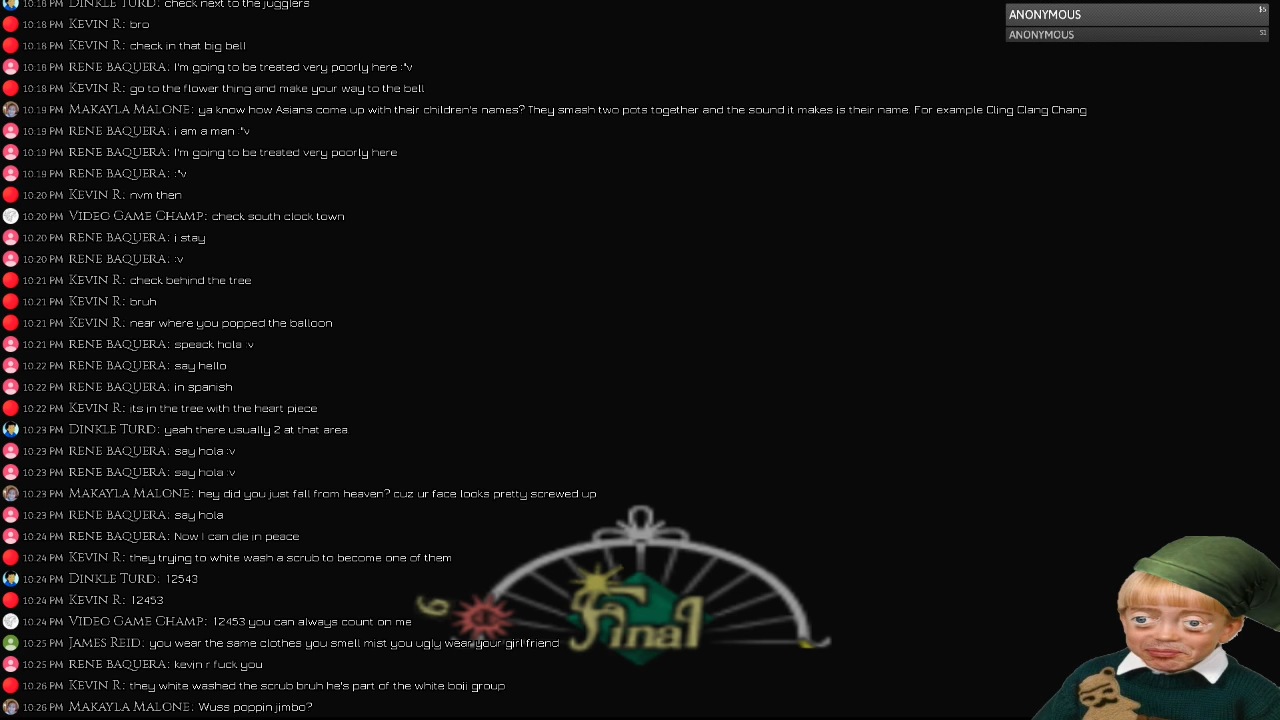 10:18 PM DINKLE TURD: check next to the jugglers
10:18 PM KEVIN R: bro
10:18 PM KEVIN R: check in that big bell
10:18 PM RENE BAQUERA: I'm going to be treated very poorly here :"v
10:18 PM KEVIN R: go to the flower thing and make your way to the bell
10:19 PM MAKAYLA MALONE: ya know how Asians come up with their children's names? They smash two pots together and the sound it makes is their name. For example Cling Clang Chang
10:19 PM RENE BAQUERA: i am a man :"v
10:19 PM RENE BAQUERA: I'm going to be treated very poorly here
10:19 PM RENE BAQUERA: :"v
10:20 PM KEVIN R: nvm then
10:20 PM VIDEO GAME CHAMP: check south clock town
10:20 PM RENE BAQUERA: i stay
10:20 PM RENE BAQUERA: :v
10:21 PM KEVIN R: check behind the tree
10:21 PM KEVIN R: bruh
10:21 PM KEVIN R: near where you popped the balloon
10:21 PM RENE BAQUERA: speack hola :v
10:22 PM RENE BAQUERA: say hello
10:22 PM RENE BAQUERA: in spanish
10:22 PM KEVIN R: its in the tree with the heart piece
10:23 PM DINKLE TURD: yeah there usually 2 at that area
10:23 PM RENE BAQUERA: say hola :v
10:23 PM RENE BAQUERA: say hola :v
10:23 PM MAKAYLA MALONE: hey did you just fall from heaven? cuz ur face looks pretty screwed up
10:23 PM RENE BAQUERA: say hola
10:24 PM RENE BAQUERA: Now I can die in peace
10:24 PM KEVIN R: they trying to white wash a scrub to become one of them
10:24 PM DINKLE TURD: 12543
10:24 PM KEVIN R: 12453
10:24 PM VIDEO GAME CHAMP: 12453 you can always count on me
10:25 PM JAMES REID: you wear the same clothes you smell mist you ugly wear your girlfriend
10:25 PM RENE BAQUERA: kevin r fuck you
10:26 PM KEVIN R: they white washed the scrub bruh he's part of the white boii group
10:26 PM MAKAYLA MALONE: Wuss poppin jimbo?
ANONYMOUS $5
ANONYMOUS $1
6
Final